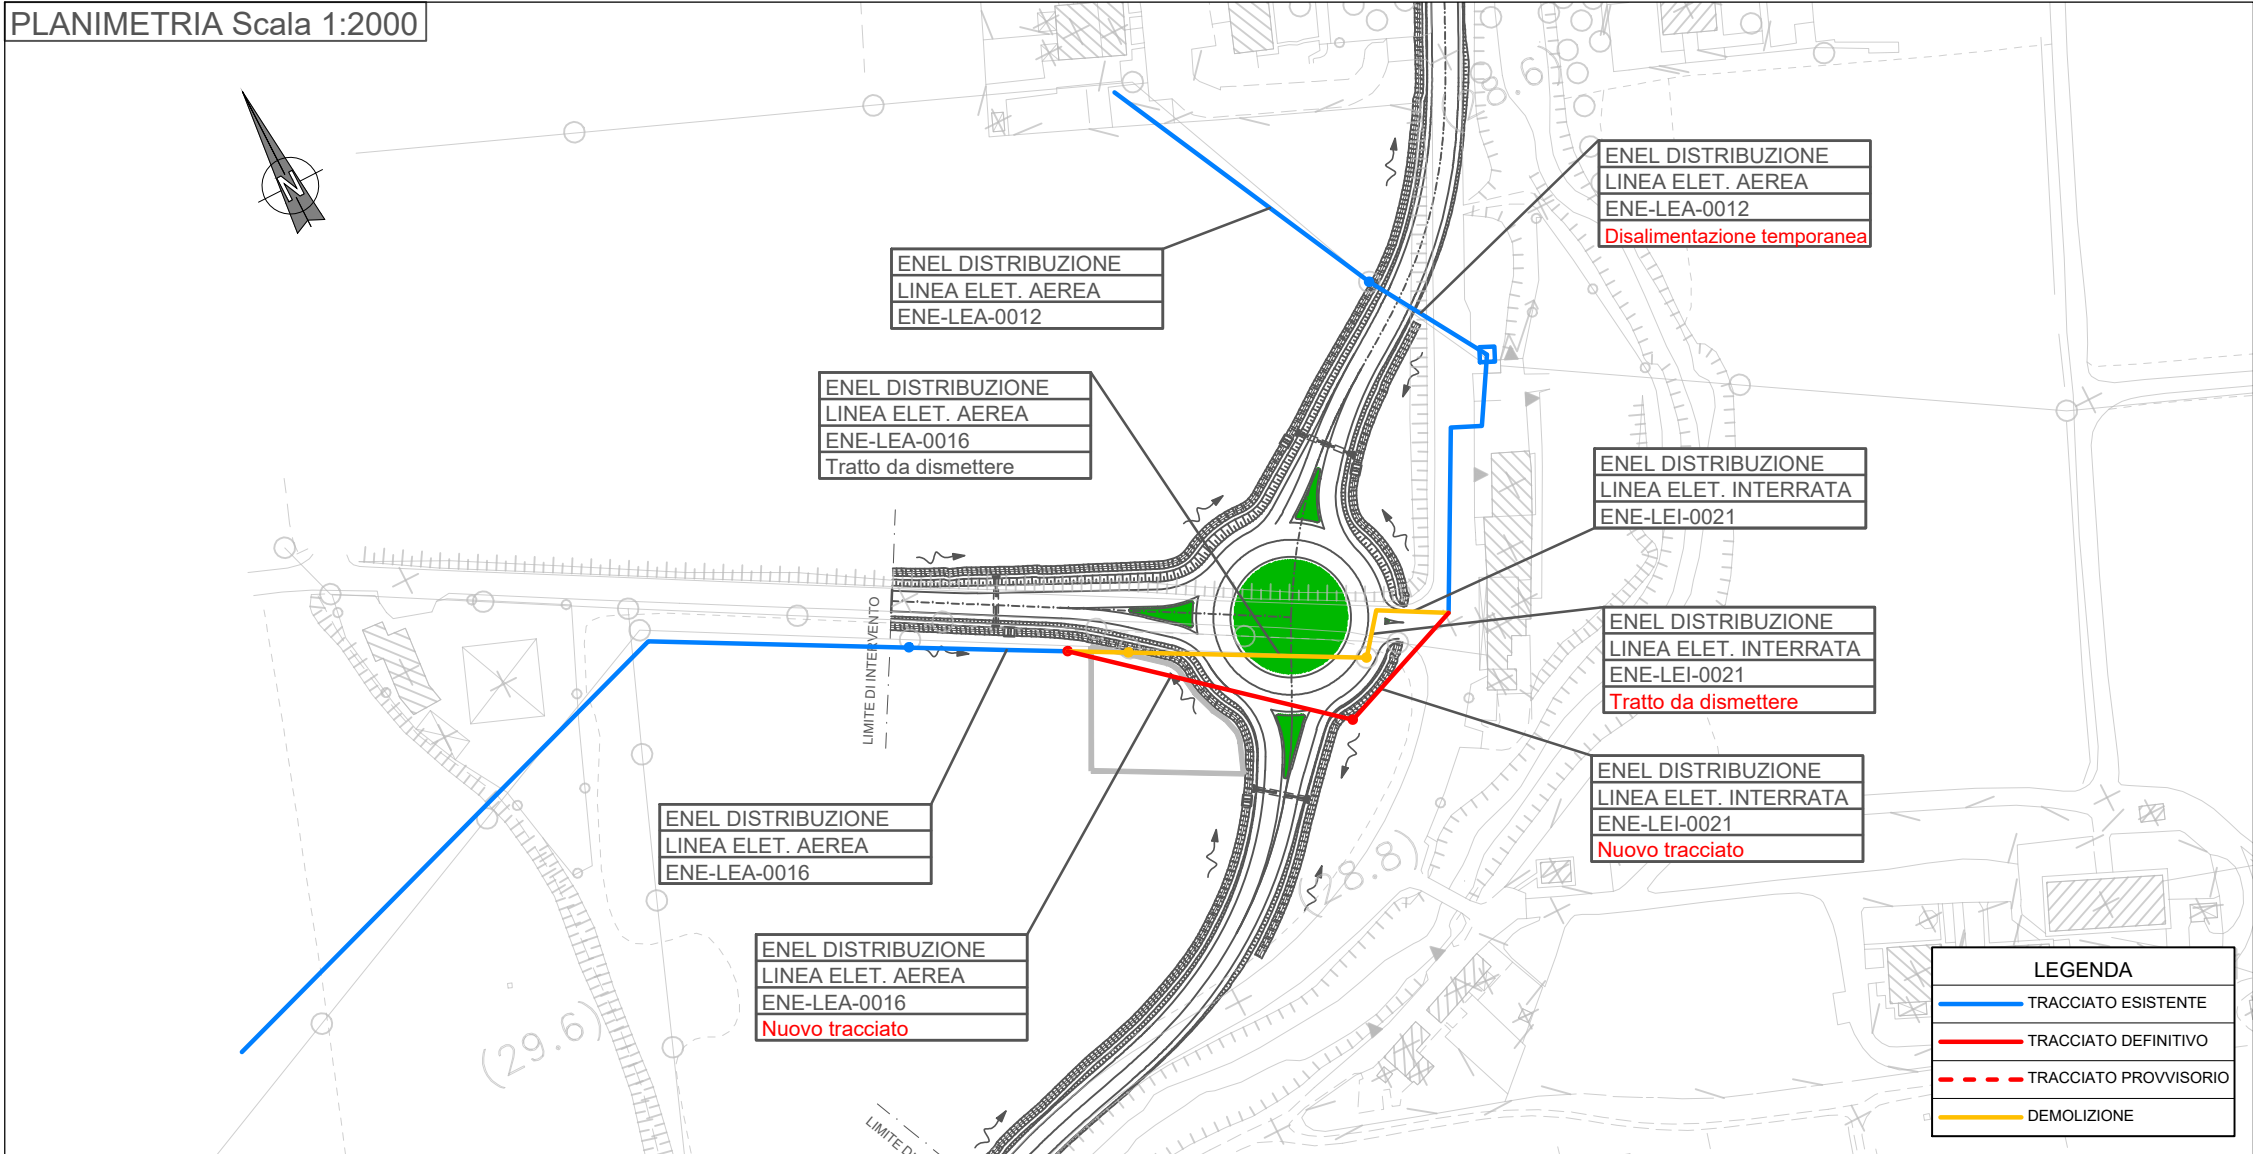 PLANIMETRIA Scala 1:2000
N
8.6)
ENEL DISTRIBUZIONE
LINEA ELET. AEREA
ENE-LEA-0012
Disalimentazione temporanea
ENEL DISTRIBUZIONE
LINEA ELET. AEREA
ENE-LEA-0012
ENEL DISTRIBUZIONE
LINEA ELET. AEREA
ENE-LEA-0016
Tratto da dismettere
ENEL DISTRIBUZIONE
LINEA ELET. INTERRATA
ENE-LEI-0021
LIMITE DI INTERVENTO
ENEL DISTRIBUZIONE
LINEA ELET. INTERRATA
ENE-LEI-0021
Tratto da dismettere
ENEL DISTRIBUZIONE
LINEA ELET. INTERRATA
ENE-LEI-0021
Nuovo tracciato
ENEL DISTRIBUZIONE
LINEA ELET. AEREA
ENE-LEA-0016
(28.8)
ENEL DISTRIBUZIONE
LINEA ELET. AEREA
ENE-LEA-0016
Nuovo tracciato
(29.6)
LIMITE DI
LEGENDA
TRACCIATO ESISTENTE
TRACCIATO DEFINITIVO
TRACCIATO PROVVISORIO
DEMOLIZIONE